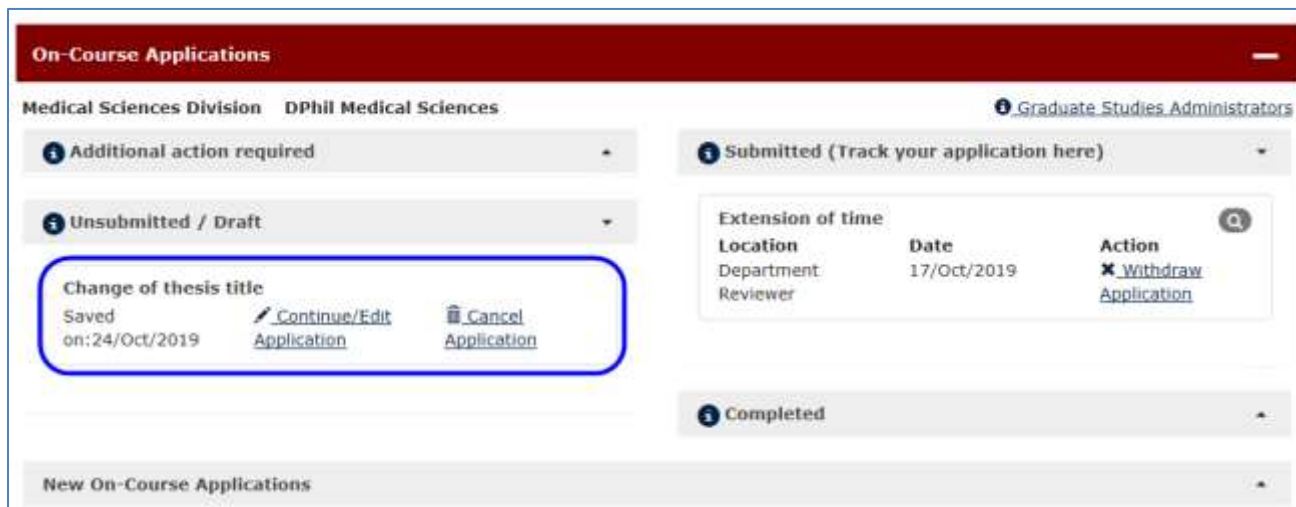 On-Course Applications
Medical Sciences Division DPhil Medical Sciences
Graduate Studies Administrators
Additional action required
Unsubmitted / Draft
Change of thesis title
Saved
on:24/Oct/2019
Continue/Edit
Application
Cancel
Application
Submitted (Track your application here)
Extension of time
Location Date Action
Department 17/Oct/2019 Withdraw
Reviewer Application
Completed
New On-Course Applications